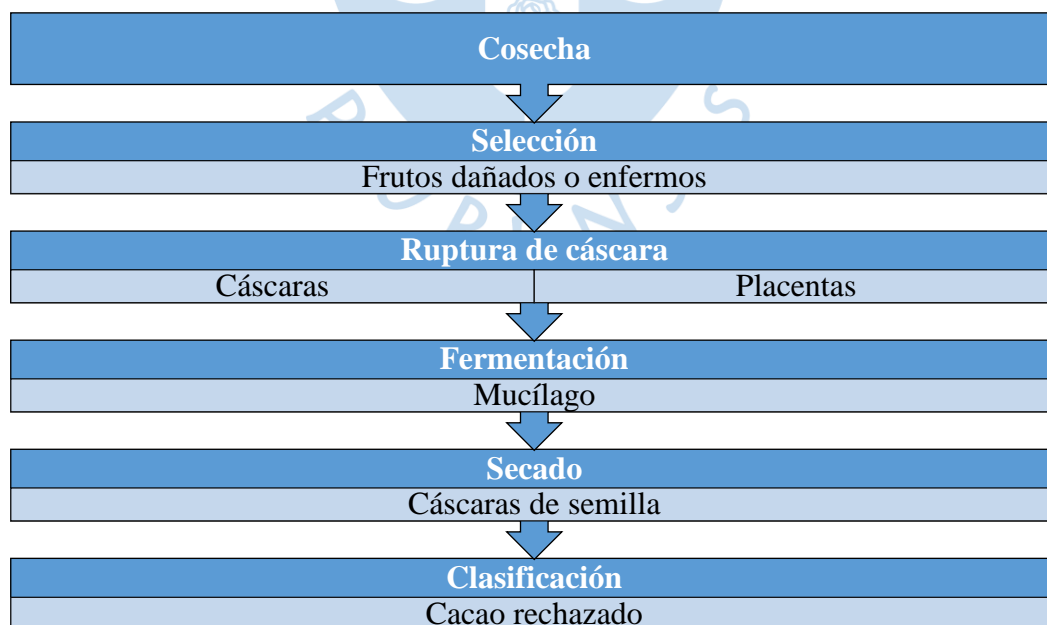 Cosecha
Selección
Frutos dañados o enfermos
Ruptura de cáscara
Cáscaras Placentas
Fermentación
Mucílago
Secado
Cáscaras de semilla
Clasificación
Cacao rechazado